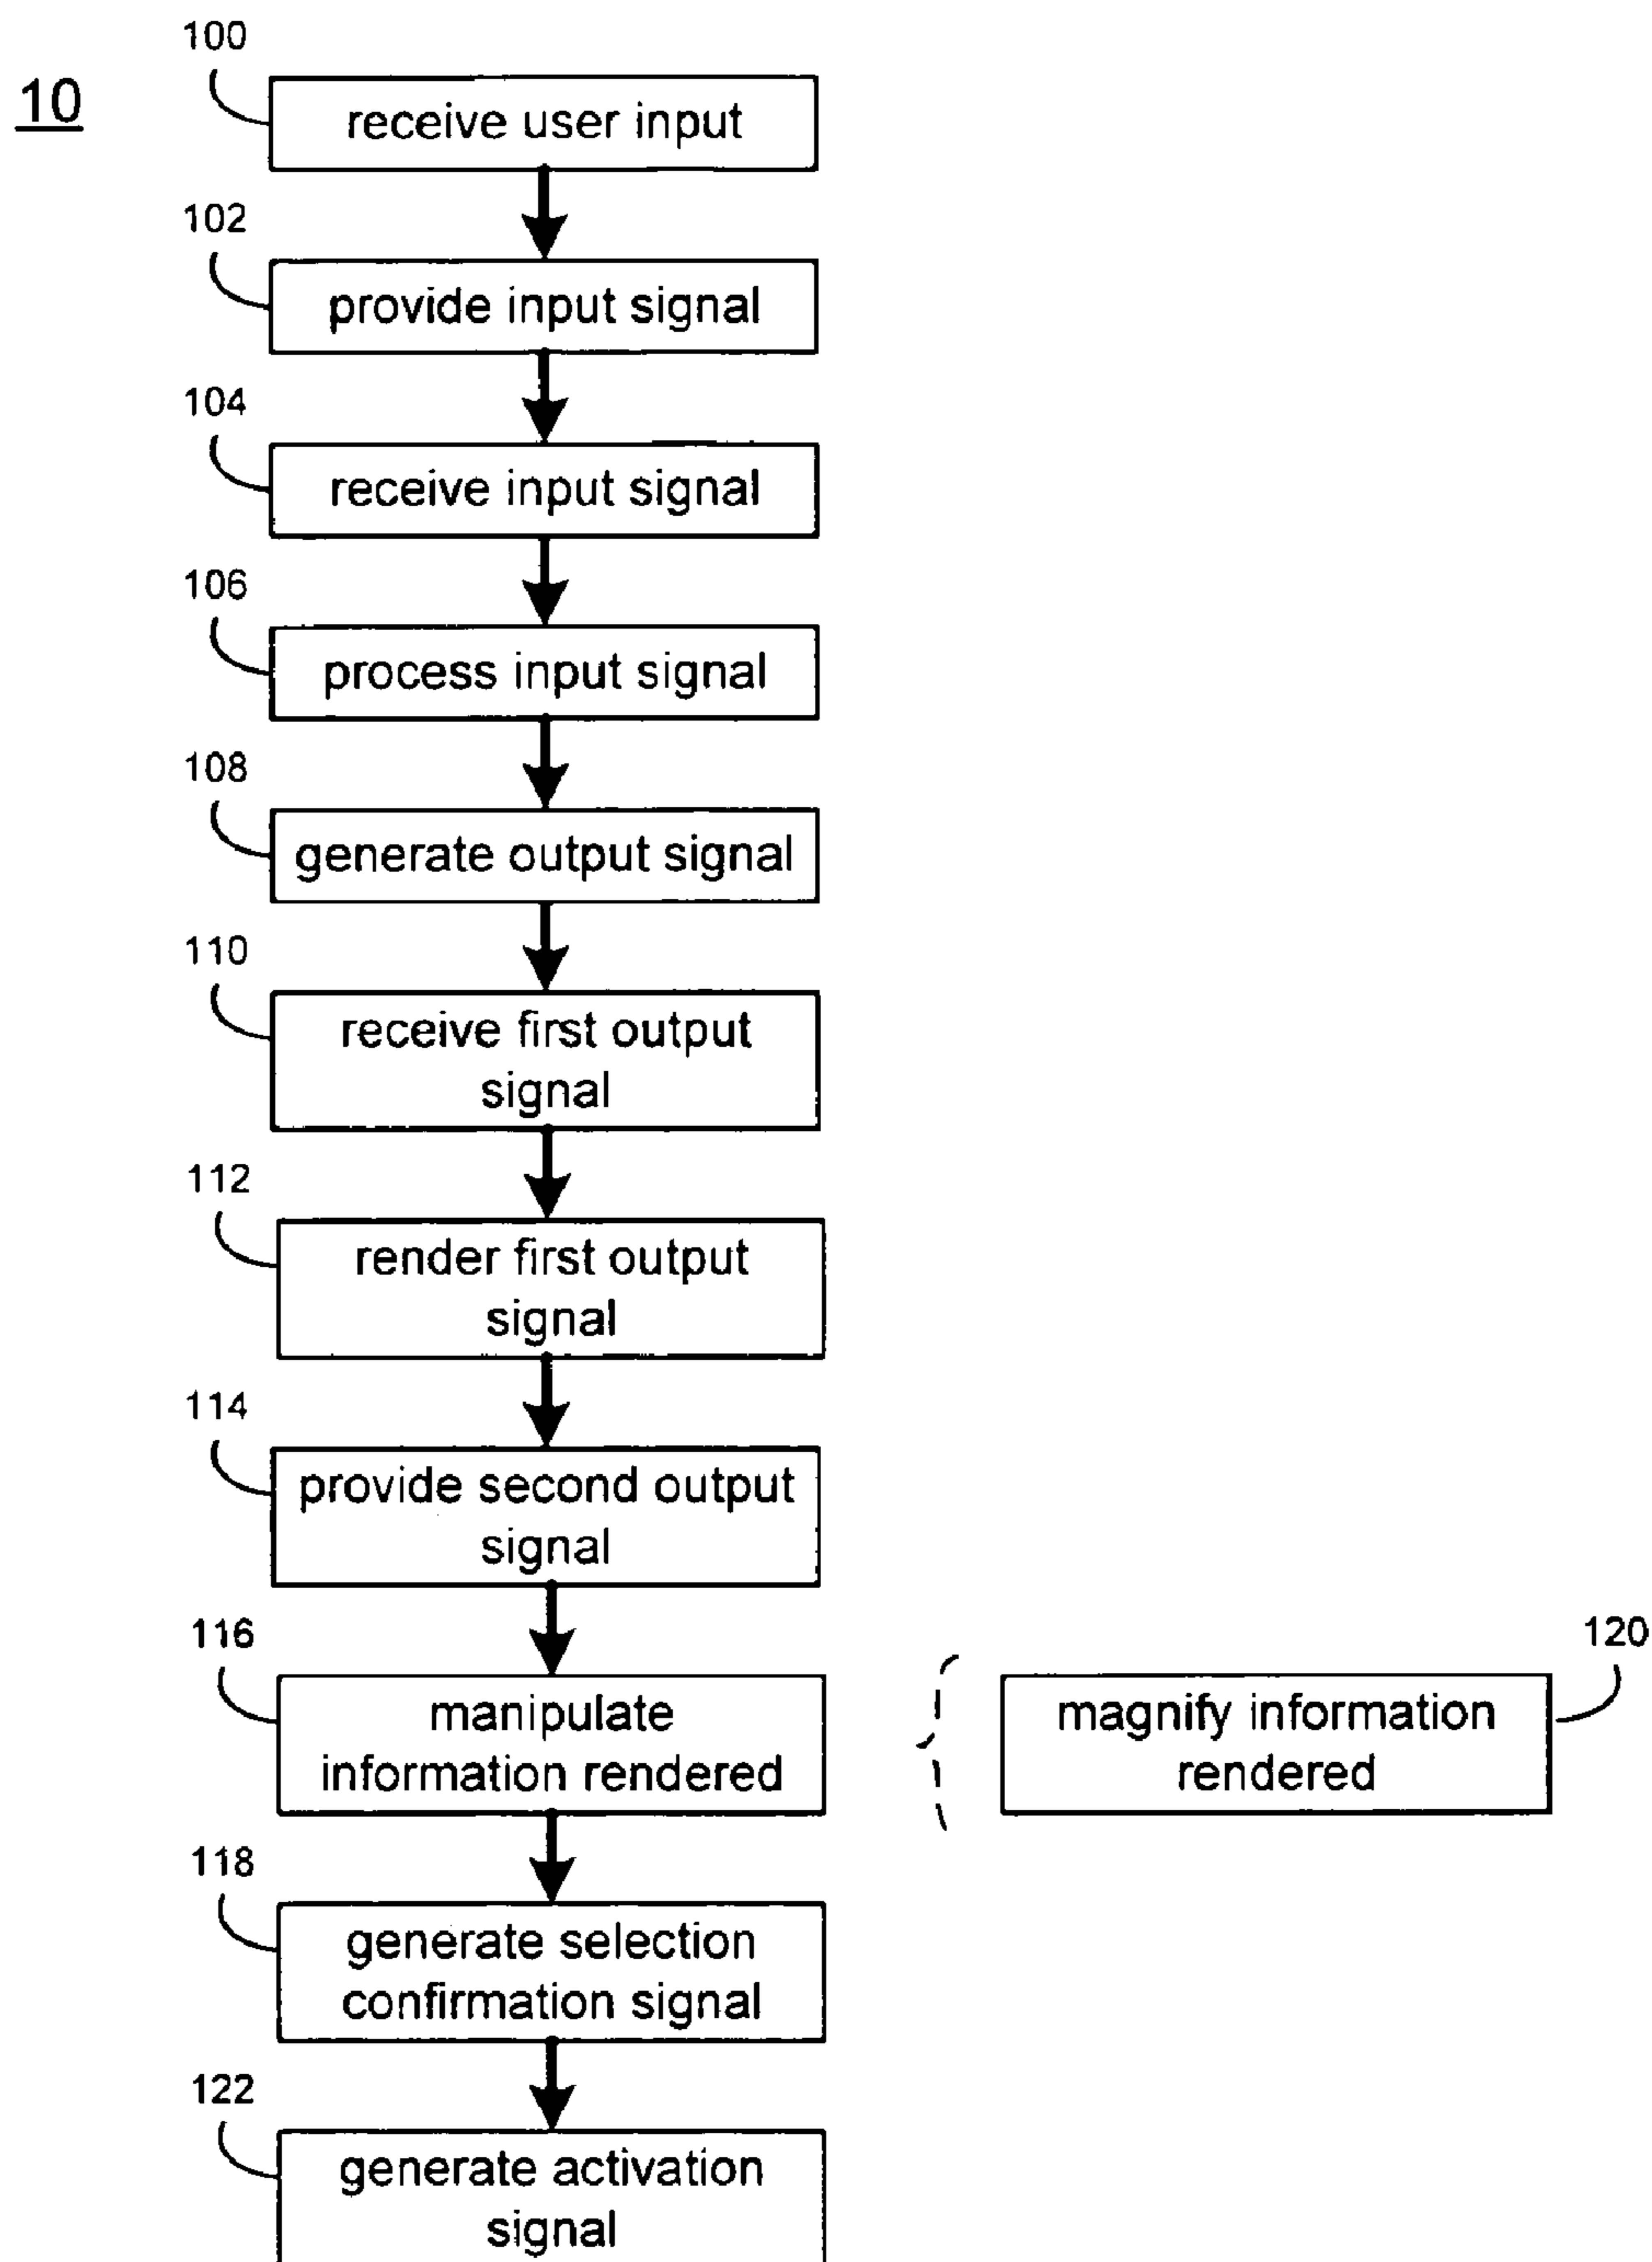 100
10
receive user input
102
provide input signal
104
receive input signal
106
process input signal
108
generate output signal
110
receive first output
signal
112
render first output
signal
114
provide second output
signal
116
manipulate
information rendered
120
magnify information
rendered
118
generate selection
confirmation signal
122
generate activation
signal